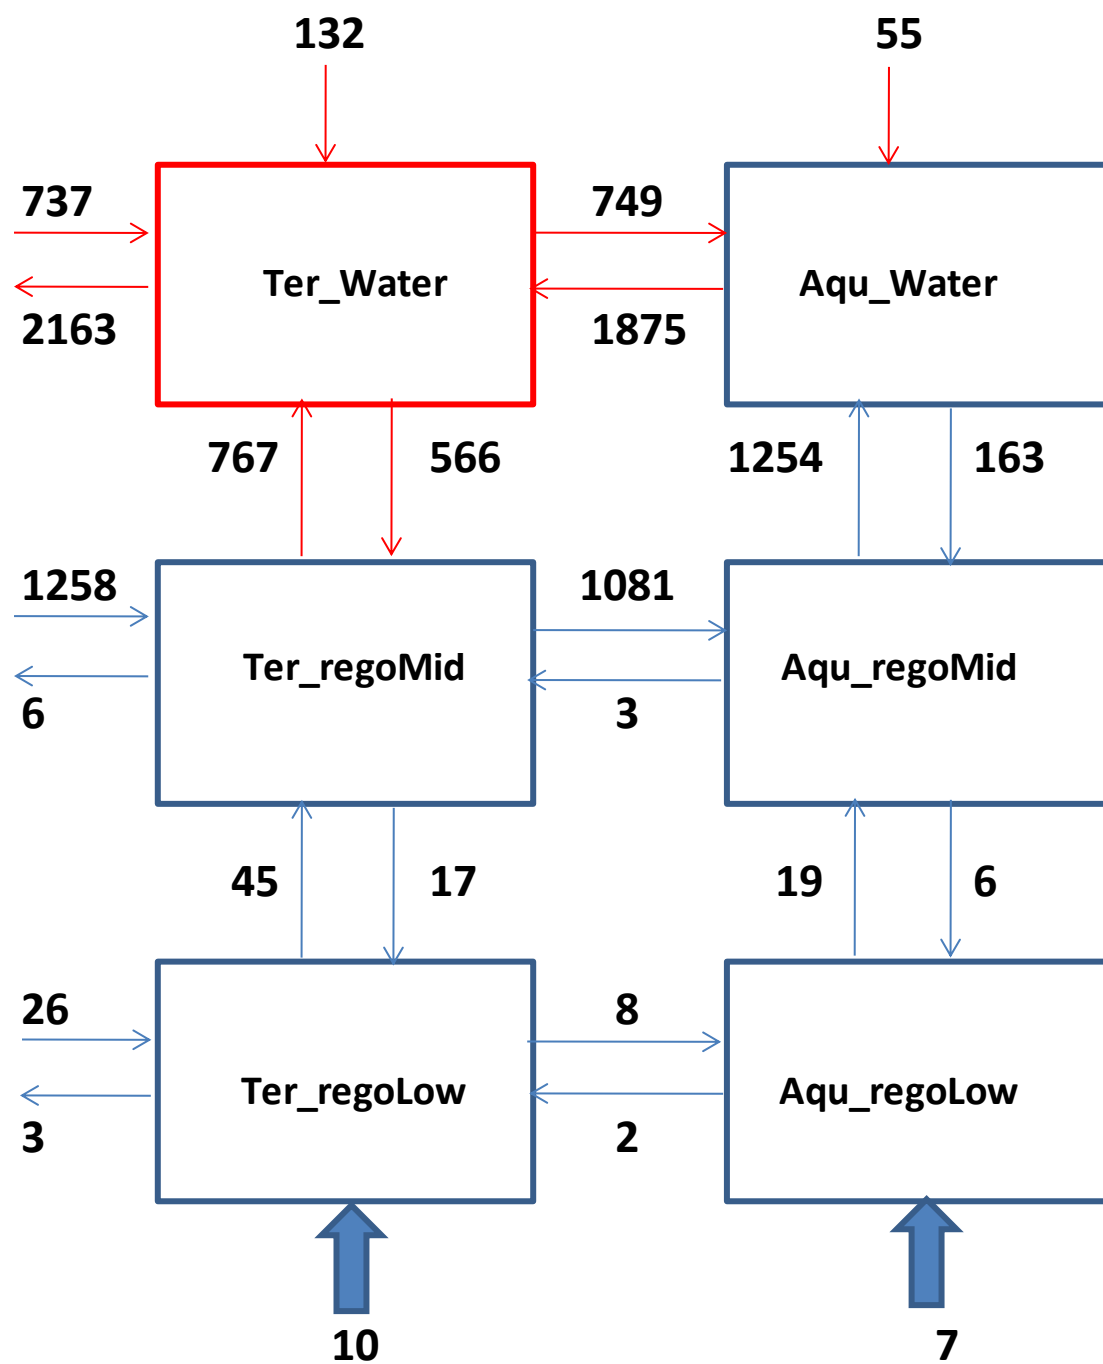 132 55
737 749
Ter_Water Aqu_Water
2163 1875
767 566 1254 163
1258 1081
Ter_regoMid Aqu_regoMid
6 3
45 17 19 6
26 8
Ter_regoLow Aqu_regoLow
3 2
10 7